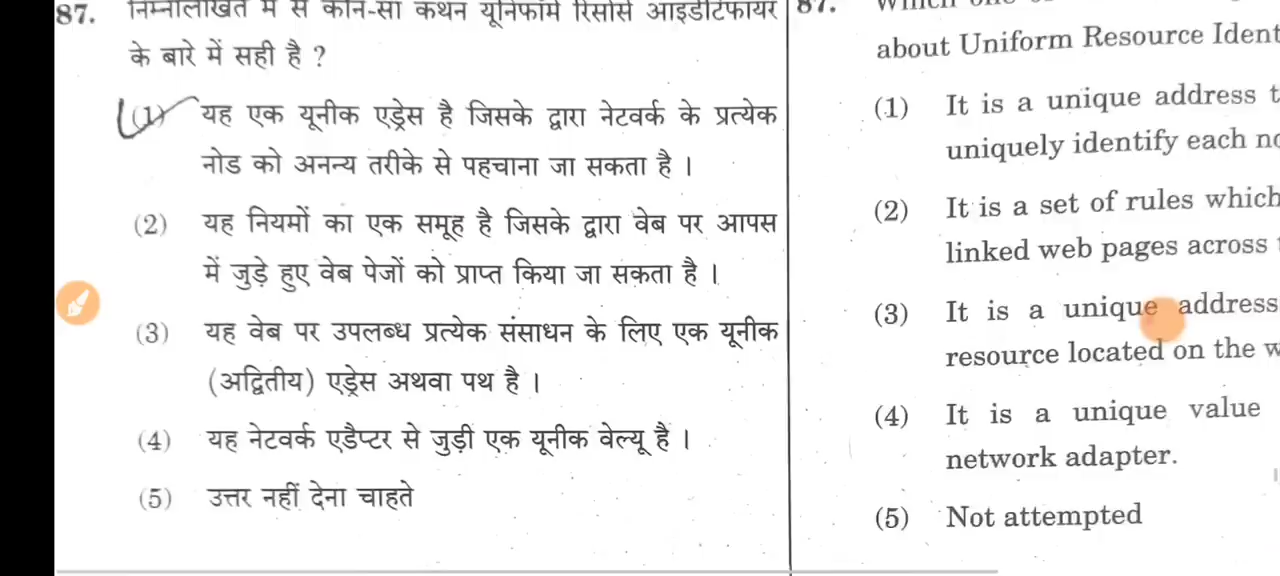 87. निम्नलिखित में से कौन-सा कथन यूनिफॉर्म रिसोर्स आइडेंटिफायर
के बारे में सही है ?
(1) यह एक यूनीक एड्रेस है जिसके द्वारा नेटवर्क के प्रत्येक
नोड को अनन्य तरीके से पहचाना जा सकता है ।
(2) यह नियमों का एक समूह है जिसके द्वारा वेब पर आपस
में जुड़े हुए वेब पेजों को प्राप्त किया जा सकता है ।
(3) यह वेब पर उपलब्ध प्रत्येक संसाधन के लिए एक यूनीक
(अद्वितीय) एड्रेस अथवा पथ है ।
(4) यह नेटवर्क एडैप्टर से जुड़ी एक यूनीक वेल्यू है ।
(5) उत्तर नहीं देना चाहते
87. Which one
about Uniform Resource Ident
(1) It is a unique address t
uniquely identify each no
(2) It is a set of rules which
linked web pages across
(3) It is a unique address
resource located on the w
(4) It is a unique value
network adapter.
(5) Not attempted